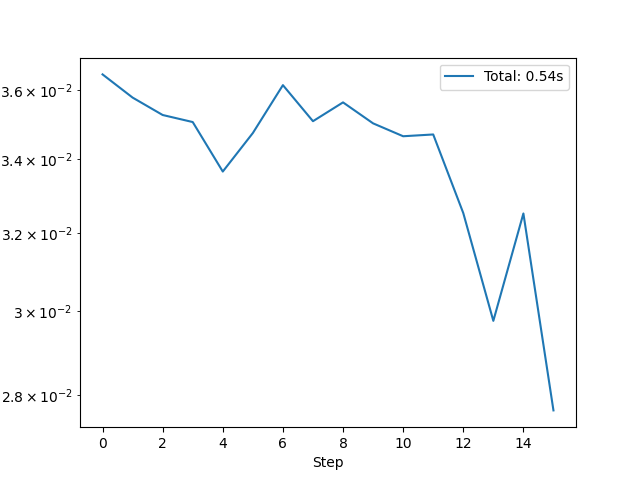 Total: 0.54s
3.6 × 10⁻²
3.4 × 10⁻²
3.2 × 10⁻²
3 × 10⁻²
2.8 × 10⁻²
0 2 4 6 8 10 12 14
Step